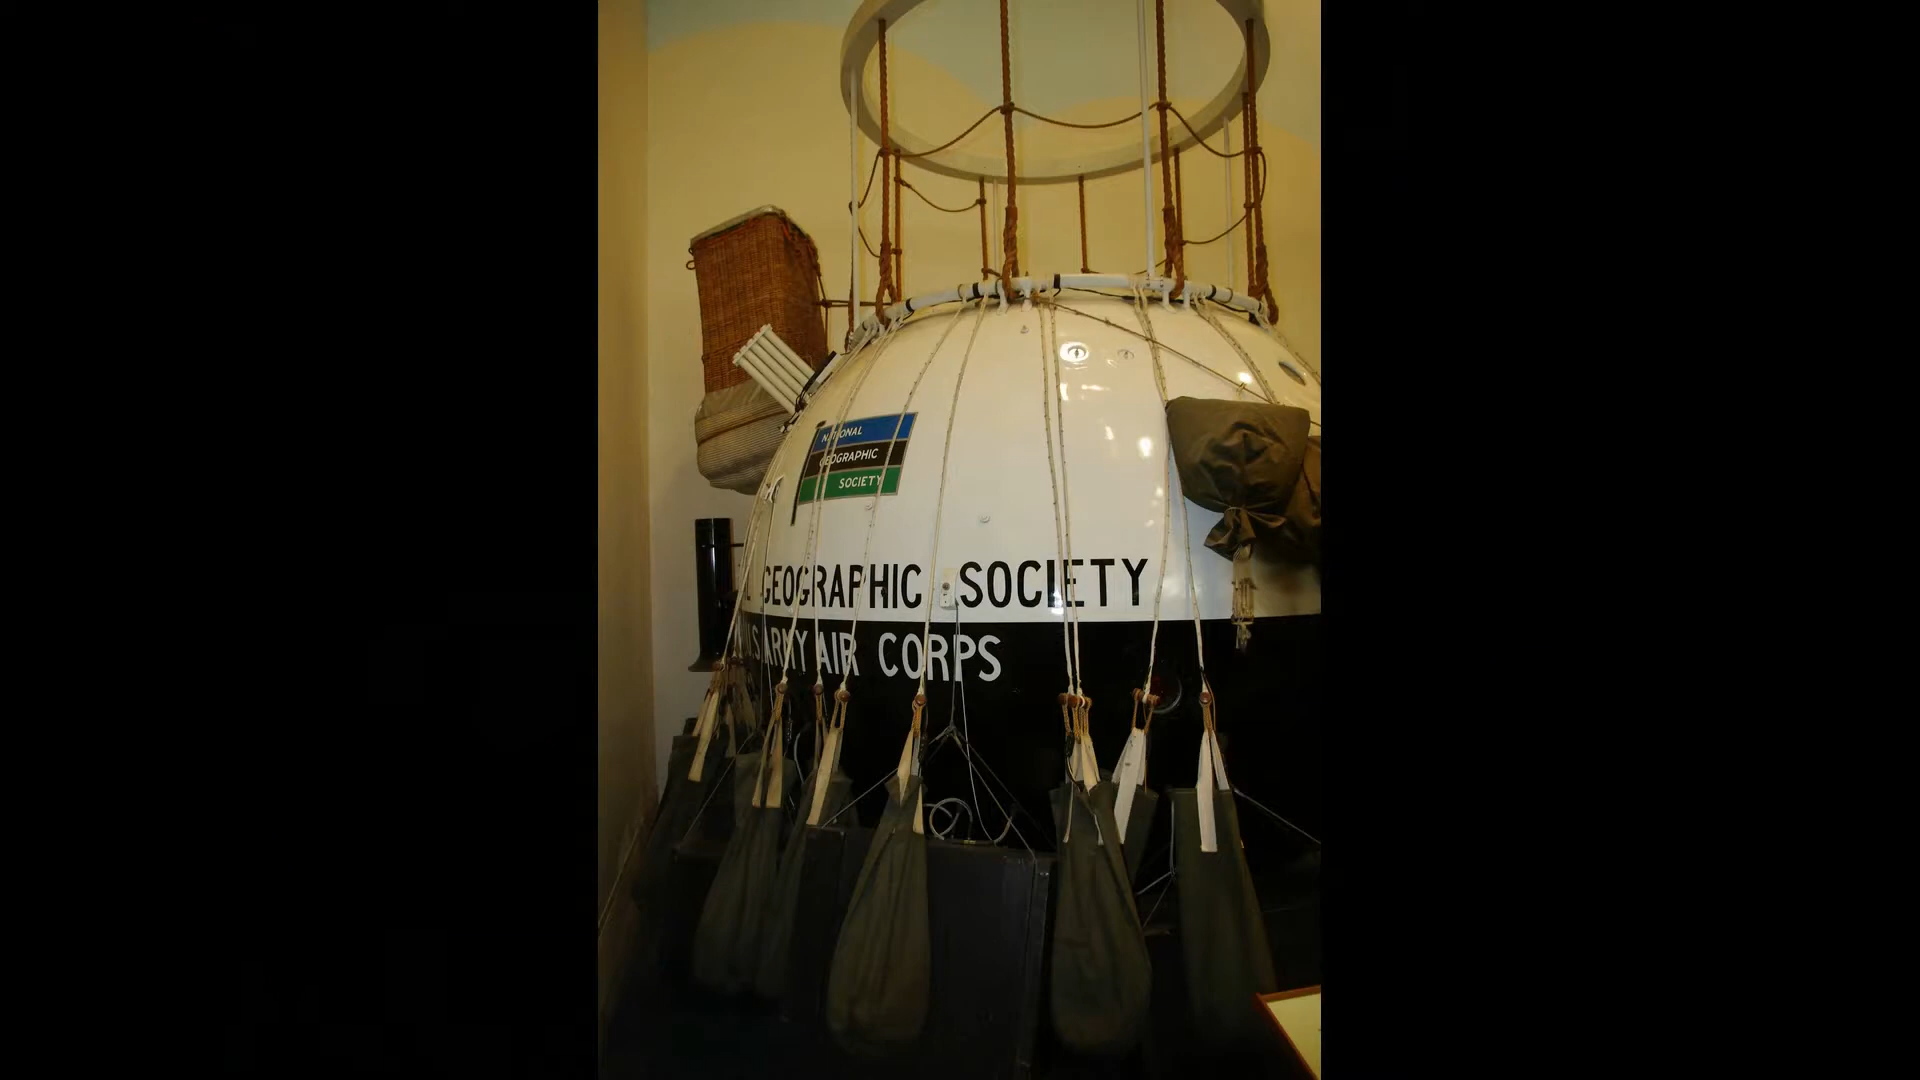 NATIONAL
GEOGRAPHIC
SOCIETY
GEOGRAPHIC SOCIETY
U.S. ARMY AIR CORPS